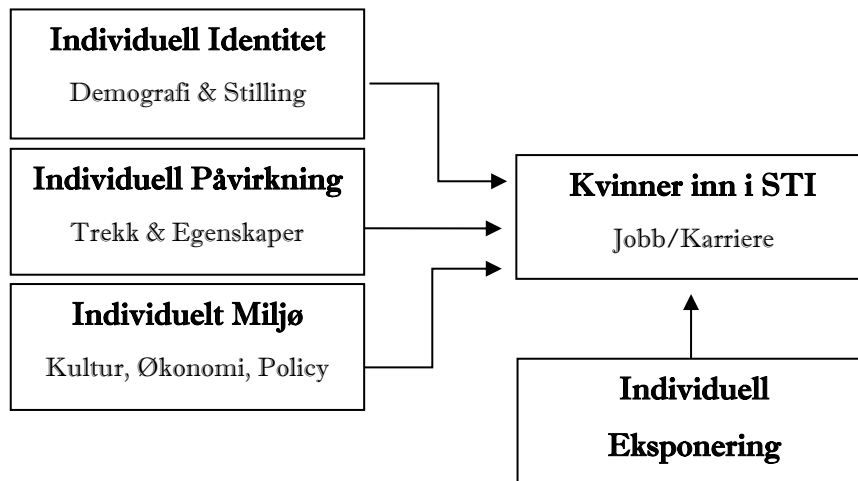 Individuell Identitet
Demografi & Stilling
Individuell Påvirkning
Trekk & Egenskaper
Individuelt Miljø
Kultur, Økonomi, Policy
Kvinner inn i STI
Jobb/Karriere
Individuell
Eksponering